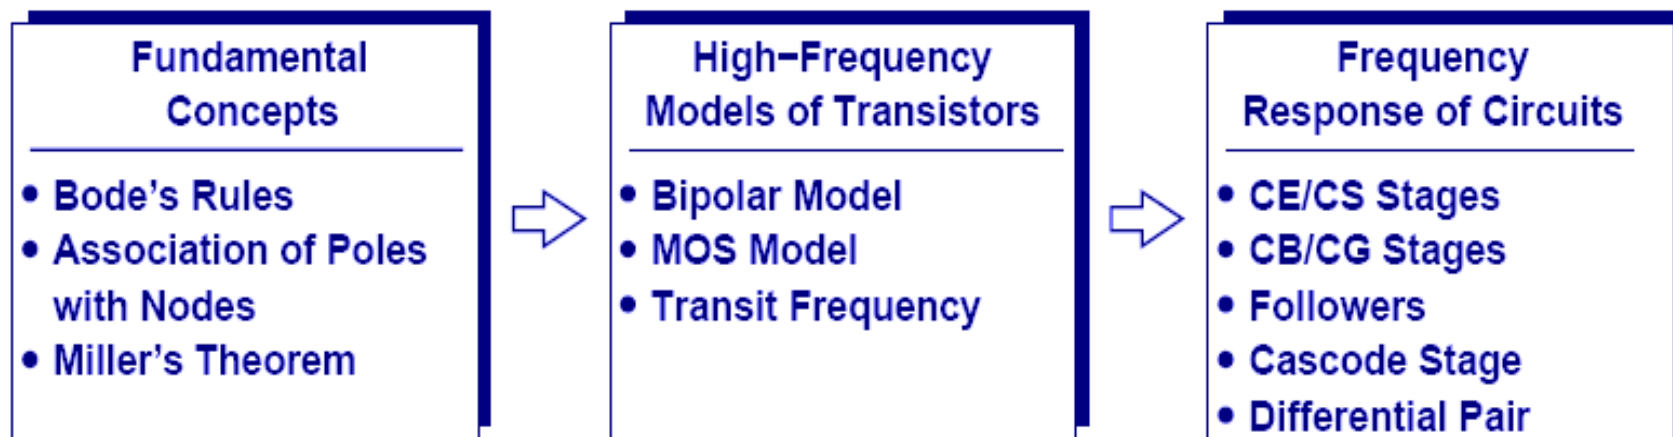 Fundamental
Concepts
• Bode's Rules
• Association of Poles
with Nodes
• Miller's Theorem
High−Frequency
Models of Transistors
• Bipolar Model
• MOS Model
• Transit Frequency
Frequency
Response of Circuits
• CE/CS Stages
• CB/CG Stages
• Followers
• Cascode Stage
• Differential Pair